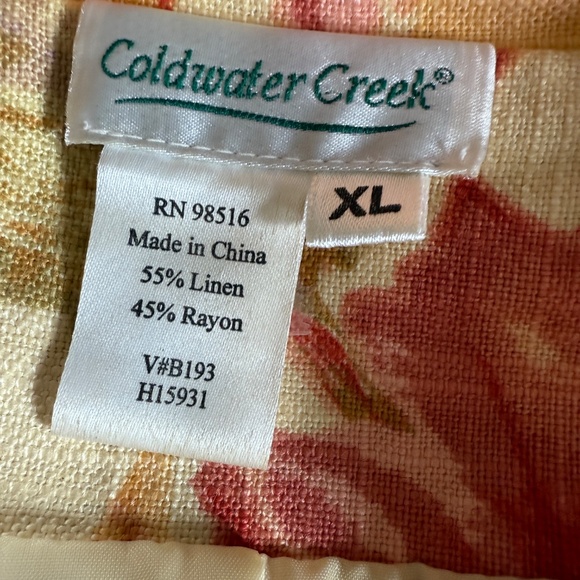 Coldwater Creek®
XL
RN 98516
Made in China
55% Linen
45% Rayon
V#B193
H15931